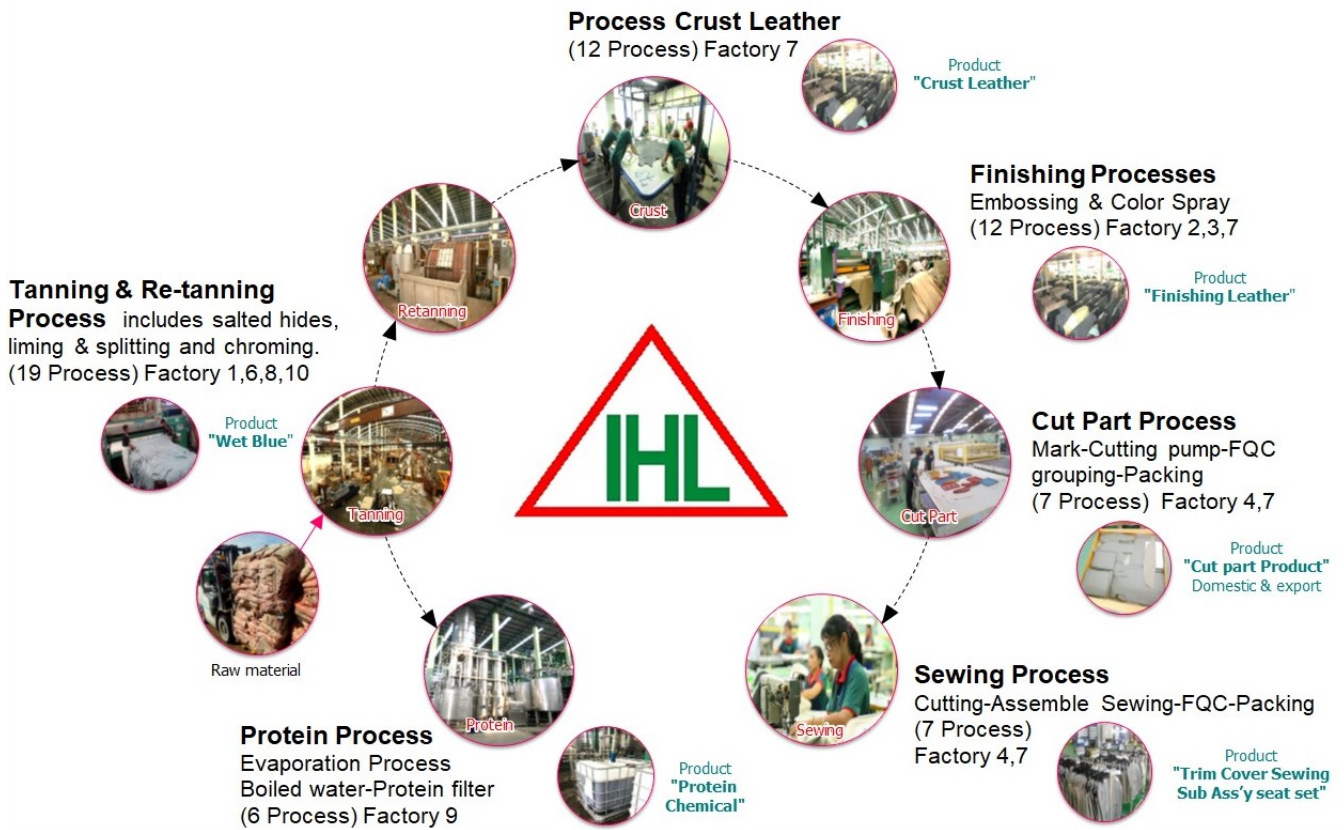 Process Crust Leather
(12 Process) Factory 7
Product
"Crust Leather"
Crust
Finishing Processes
Embossing & Color Spray
(12 Process) Factory 2,3,7
Product
"Finishing Leather"
Finishing
Retanning
Tanning & Re-tanning
Process includes salted hides,
liming & splitting and chroming.
(19 Process) Factory 1,6,8,10
Product
"Wet Blue"
Tanning
Raw material
IHL
Cut Part Process
Mark-Cutting pump-FQC
grouping-Packing
(7 Process) Factory 4,7
Cut Part
Product
"Cut part Product"
Domestic & export
Protein
Protein Process
Evaporation Process
Boiled water-Protein filter
(6 Process) Factory 9
Product
"Protein
Chemical"
Sewing
Sewing Process
Cutting-Assemble Sewing-FQC-Packing
(7 Process)
Factory 4,7
Product
"Trim Cover Sewing
Sub Ass'y seat set"